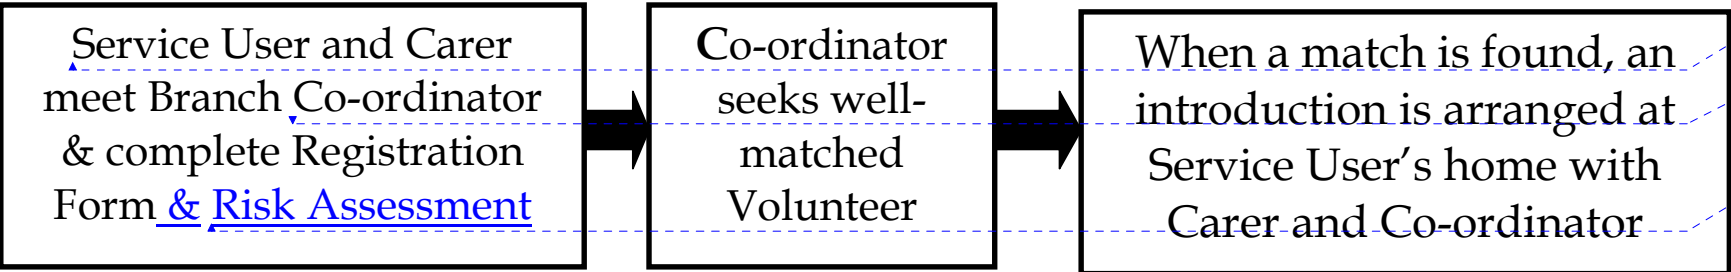 Service User and Carer
meet Branch Co-ordinator
& complete Registration
Form & Risk Assessment
Co-ordinator
seeks well-
matched
Volunteer
When a match is found, an
introduction is arranged at
Service User’s home with
Carer and Co-ordinator